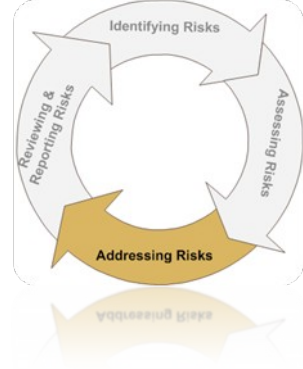 Identifying Risks
Assessing Risks
Addressing Risks
Reviewing &
Reporting Risks